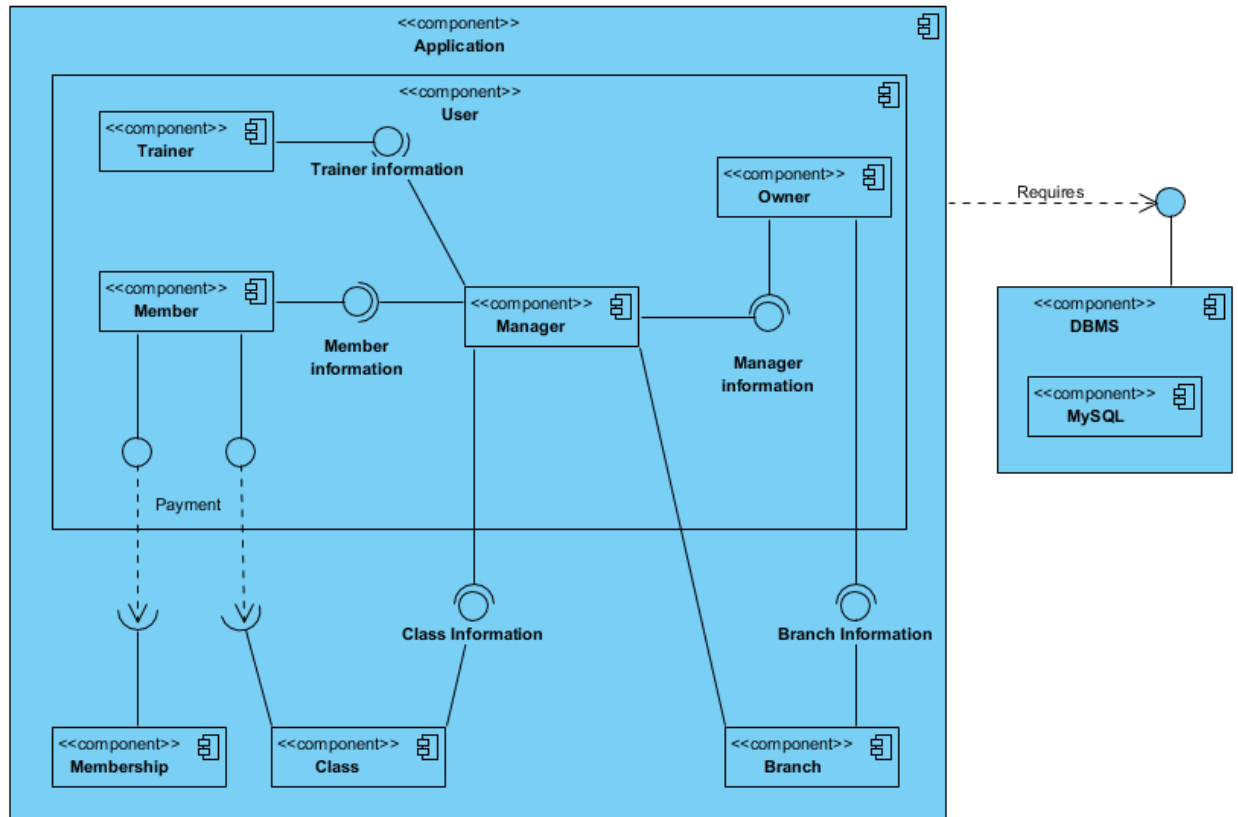 <<component>>
Application
<<component>>
User
<<component>>
Trainer
Trainer information
<<component>>
Owner
Requires
<<component>>
Member
Member
information
<<component>>
Manager
Manager
information
<<component>>
DBMS
<<component>>
MySQL
Payment
Class Information
Branch Information
<<component>>
Membership
<<component>>
Class
<<component>>
Branch